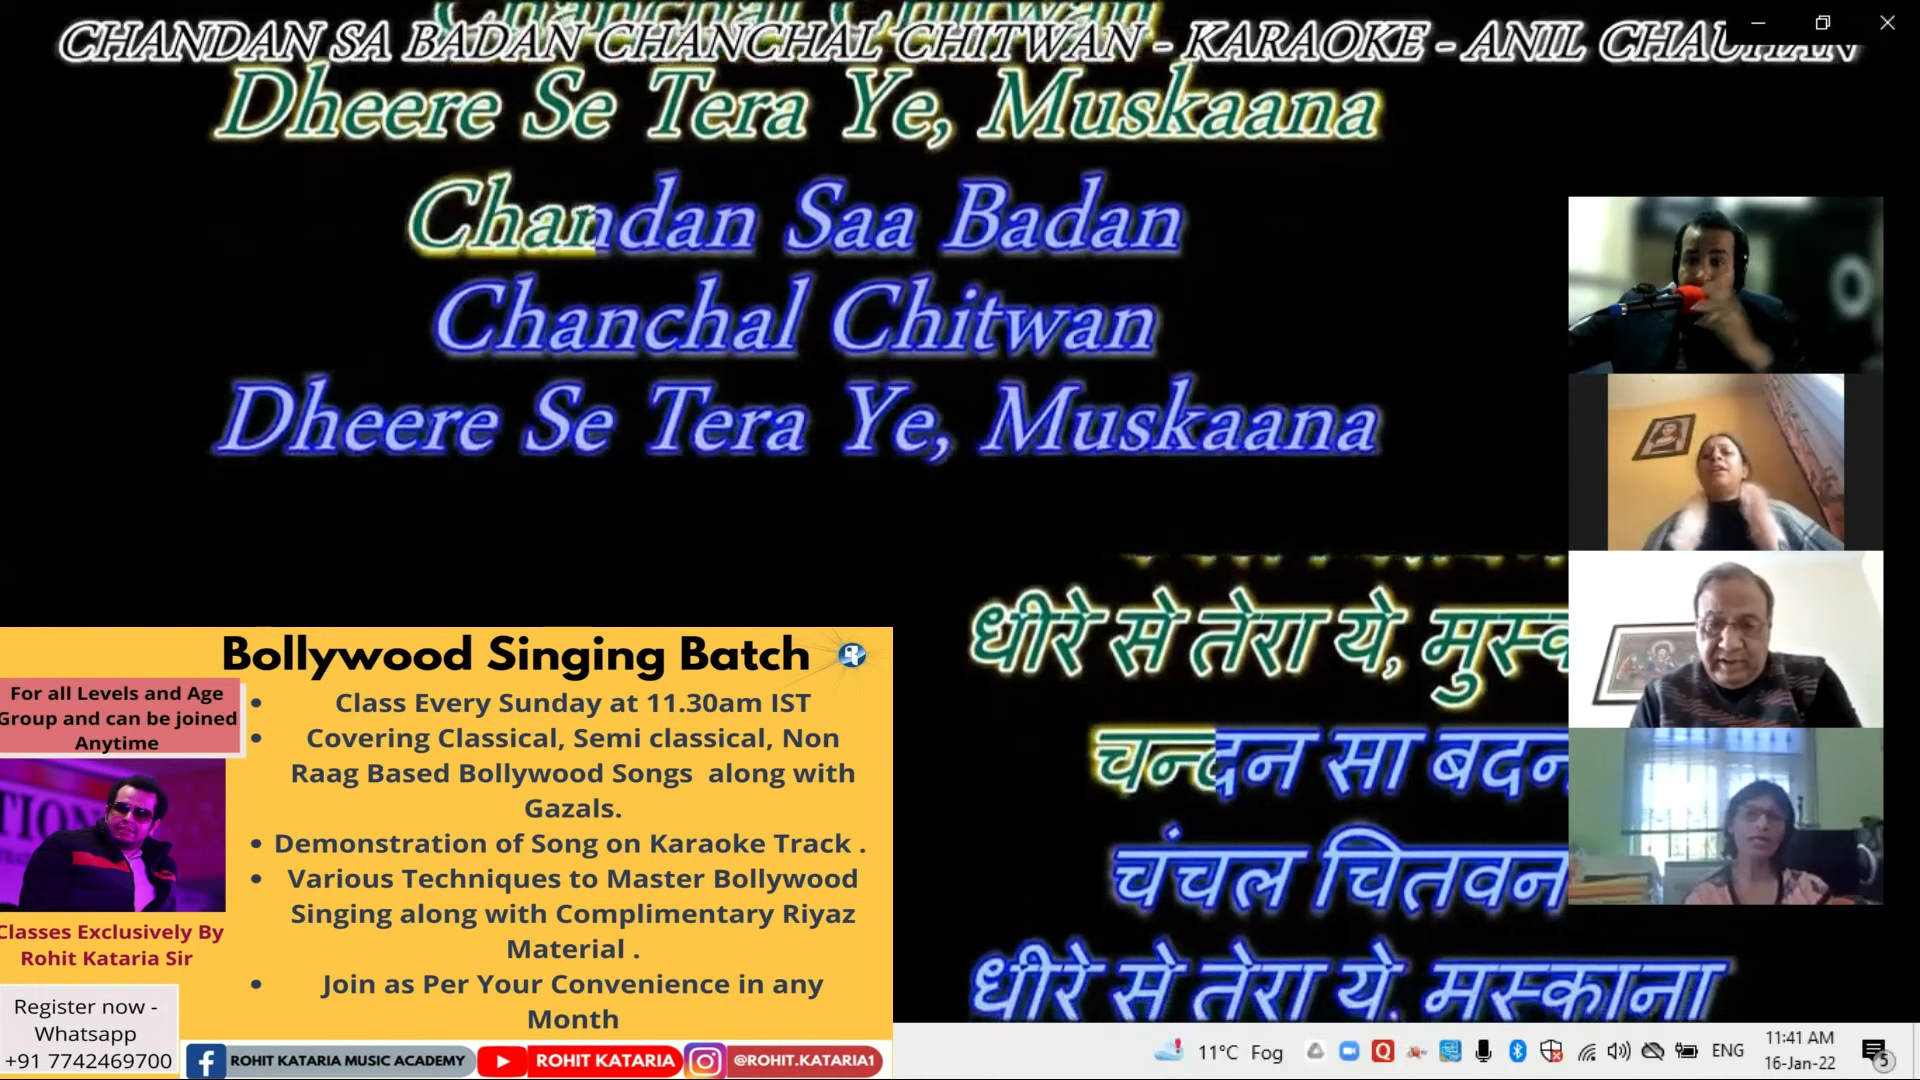 Chanchal Chitwan
CHANDAN SA BADAN CHANCHAL CHITWAN - KARAOKE - ANIL CHAUHAN
Dheere Se Tera Ye, Muskaana
Chandan Saa Badan
Chanchal Chitwan
Dheere Se Tera Ye, Muskaana
धीरे से तेरा ये, मुस्क
चन्दन सा बदन
चंचल चितवन
धीरे से तेरा ये, मुस्काना
Bollywood Singing Batch
For all Levels and Age
Group and can be joined
Anytime
• Class Every Sunday at 11.30am IST
• Covering Classical, Semi classical, Non
Raag Based Bollywood Songs along with
Gazals.
• Demonstration of Song on Karaoke Track .
• Various Techniques to Master Bollywood
Singing along with Complimentary Riyaz
Material .
• Join as Per Your Convenience in any
Month
TION
Classes Exclusively By
Rohit Kataria Sir
Register now -
Whatsapp
+91 7742469700
ROHIT KATARIA MUSIC ACADEMY
ROHIT KATARIA
@ROHIT.KATARIA1
11°C Fog
ENG
11:41 AM
16-Jan-22
5